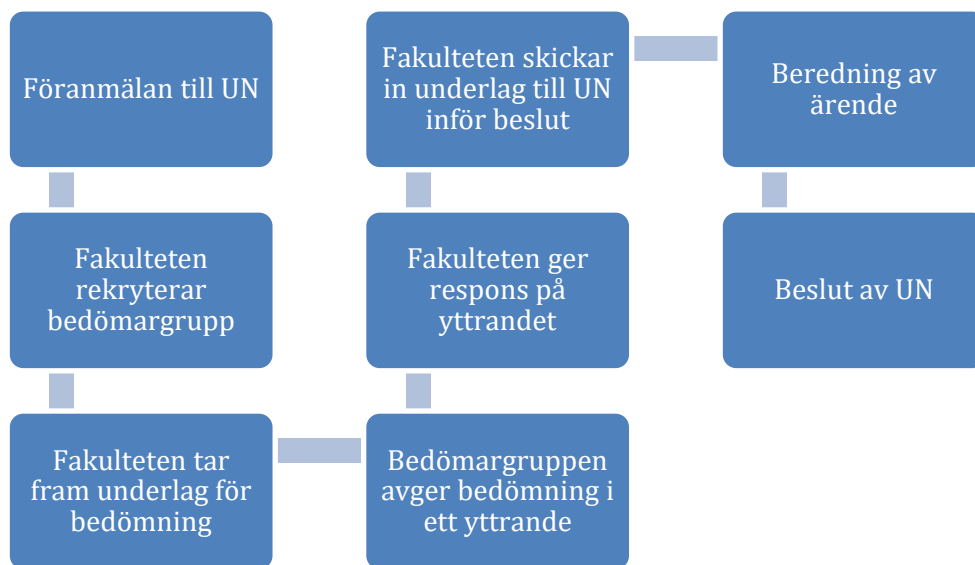 Föranmälan till UN
Fakulteten
rekryterar
bedömargrupp
Fakulteten tar
fram underlag för
bedömning
Bedömargruppen
avger bedömning i
ett yttrande
Fakulteten ger
respons på
yttrandet
Fakulteten skickar
in underlag till UN
inför beslut
Beredning av
ärende
Beslut av UN